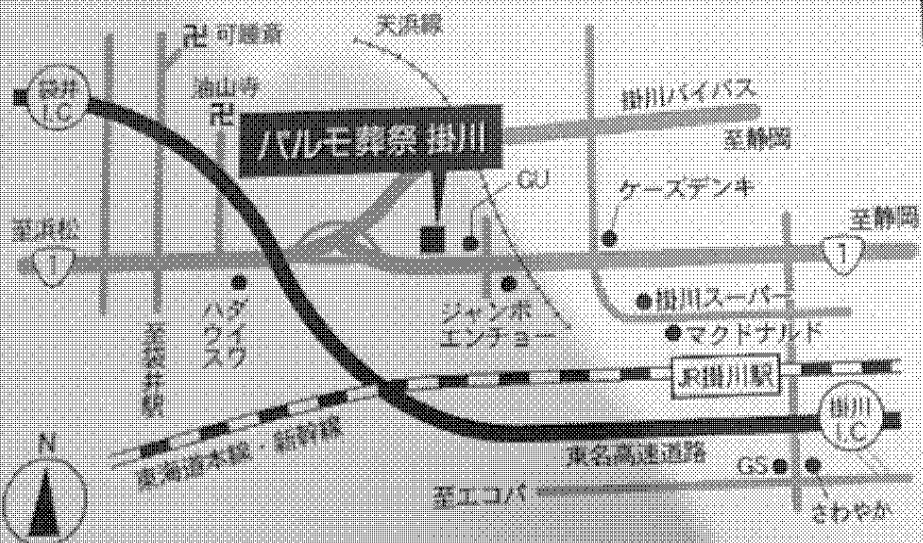 天浜線
卍 可睡斎
袋井
I.C
油山寺
卍
掛川バイパス
至静岡
パルモ葬祭 掛川
GU
ケーズデンキ
至浜松
1
至静岡
1
ハウス
ダイワ
ジャンボ
エンチョー
掛川スーパー
マクドナルド
至袋井駅
JR掛川駅
掛川
I.C
N
東海道本線・新幹線
東名高速道路
GS
至エコパ
さわやか